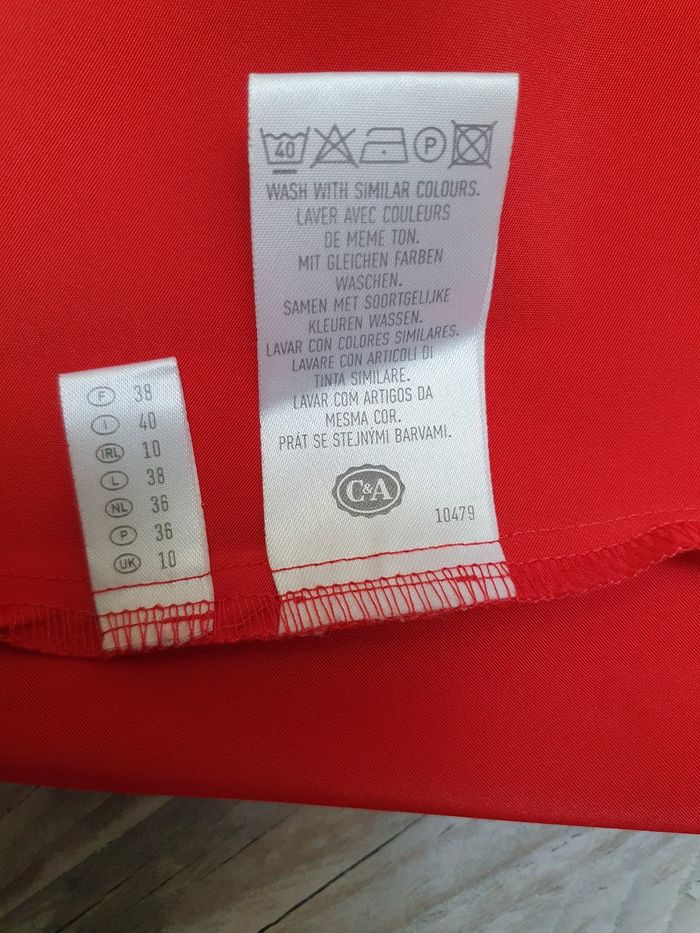 40
P
WASH WITH SIMILAR COLOURS.
LAVER AVEC COULEURS
DE MEME TON.
MIT GLEICHEN FARBEN
WASCHEN.
SAMEN MET SOORTGELIJKE
KLEUREN WASSEN.
LAVAR CON COLORES SIMILARES.
LAVARE CON ARTICOLI DI
TINTA SIMILARE.
LAVAR COM ARTIGOS DA
MESMA COR.
PRÁT SE STEJNÝMI BARVAMI.
C&A
10479
F 38
I 40
IRL 10
L 38
NL 36
P 36
UK 10